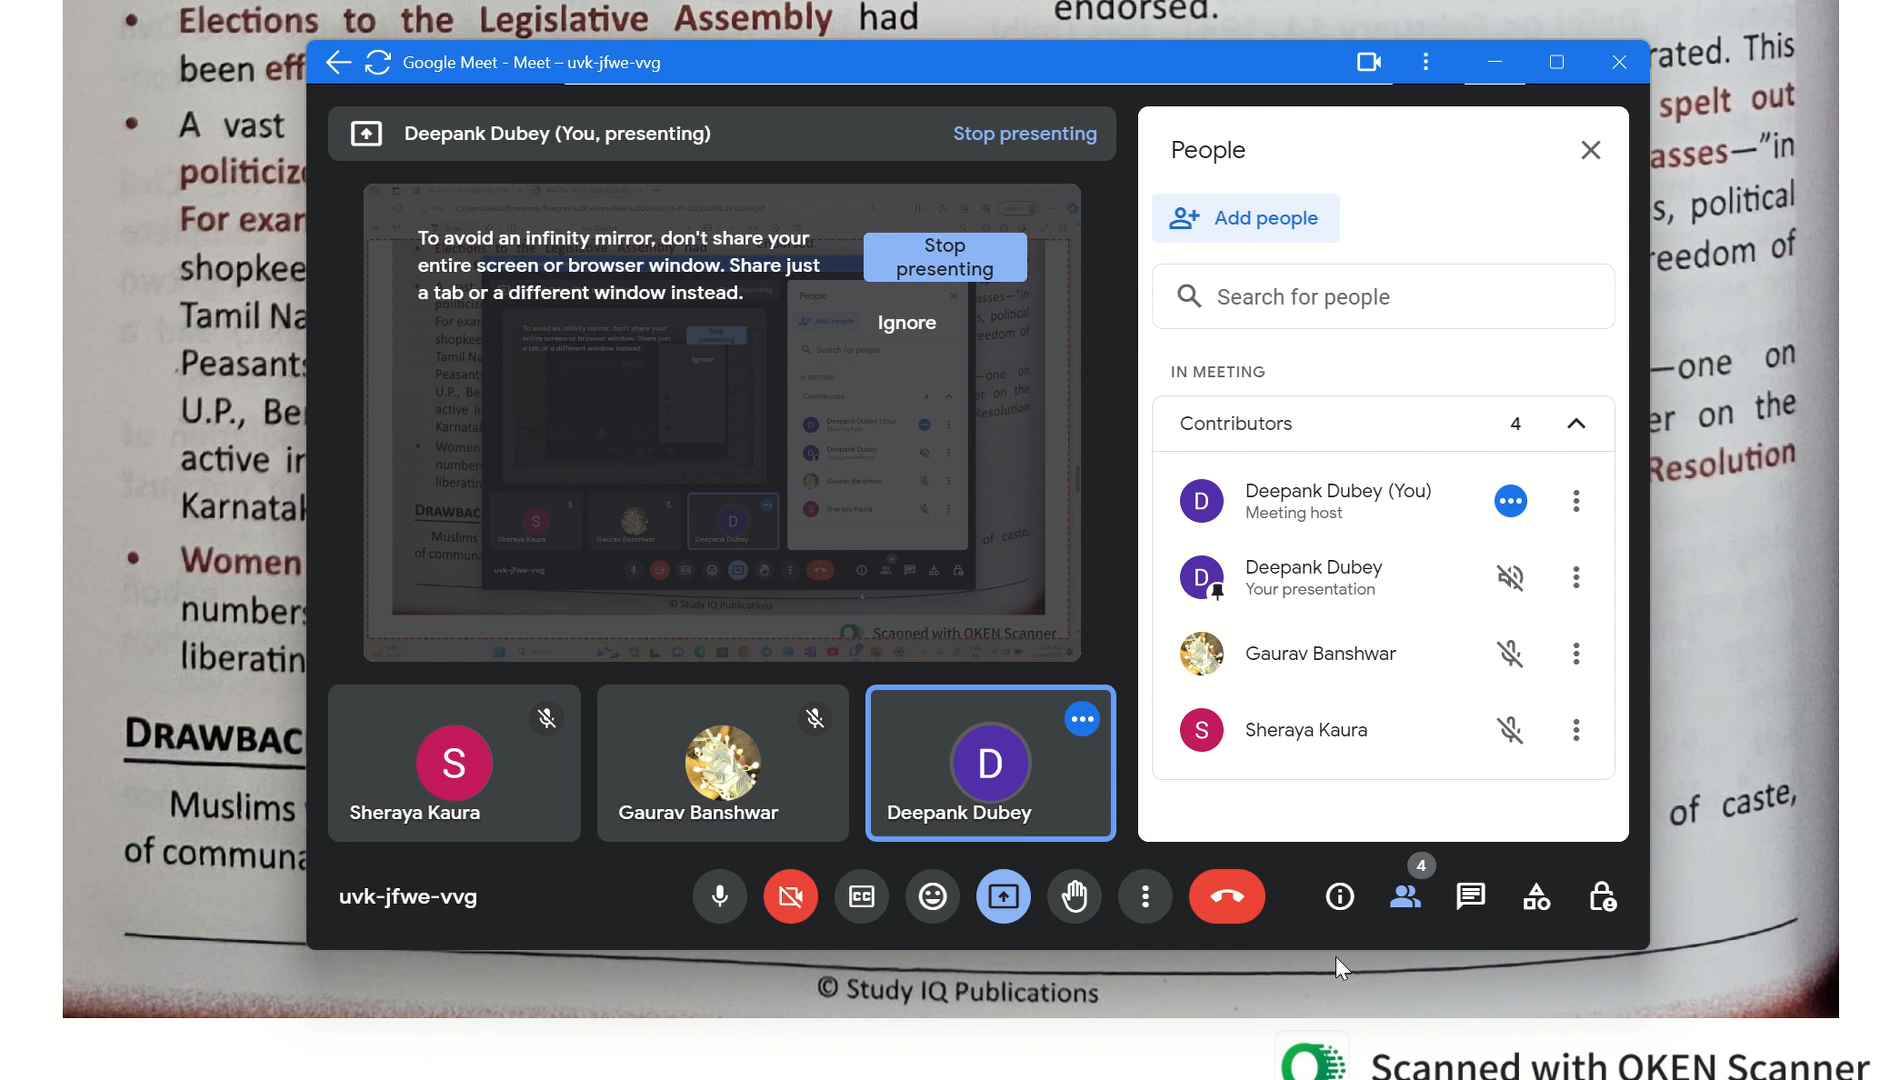 Elections to the Legislative Assembly had
been eff
A vast
politicize
For exar
shopkee
Tamil Na
Peasants
U.P., Be
active in
Karnatak
Women
numbers
liberatin
DRAWBAC
Muslims
of communa
endorsed.
rated. This
spelt out
asses—"in
s, political
reedom of
—one on
er on the
Resolution
of caste,
© Study IQ Publications
Scanned with OKEN Scanner
Google Meet - Meet – uvk-jfwe-vvg
Deepank Dubey (You, presenting)
Stop presenting
To avoid an infinity mirror, don't share your
entire screen or browser window. Share just
a tab or a different window instead.
Stop
presenting
Ignore
S
Sheraya Kaura
Gaurav Banshwar
D
Deepank Dubey
People
Add people
Search for people
IN MEETING
Contributors 4
D
Deepank Dubey (You)
Meeting host
D
Deepank Dubey
Your presentation
Gaurav Banshwar
S
Sheraya Kaura
uvk-jfwe-vvg
4